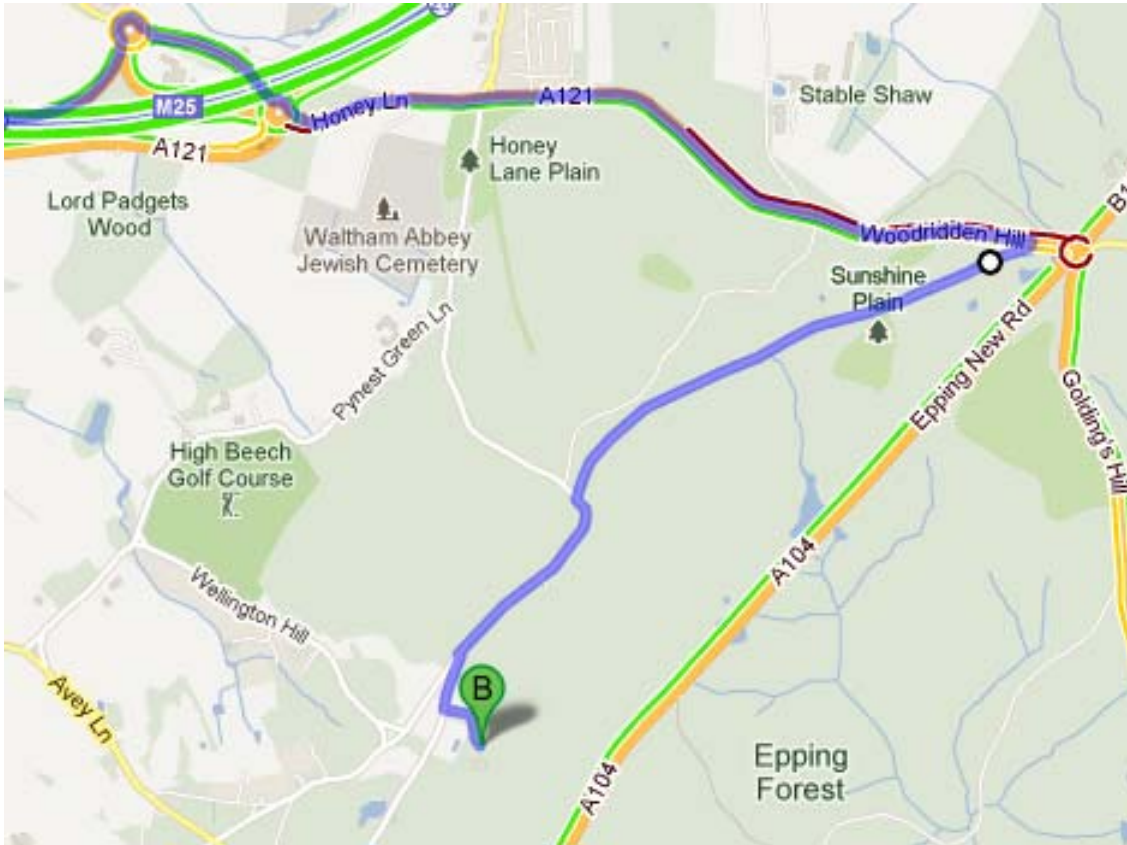 M25
A121
Honey Ln
A121
Stable Shaw
Honey
Lane Plain
Lord Padgets
Wood
Waltham Abbey
Jewish Cemetery
Woodridden Hill
Sunshine
Plain
Pynest Green Ln
Epping New Rd
Golding's Hill
High Beech
Golf Course
A104
Wellington Hill
B
Avey Ln
Epping
Forest
A104